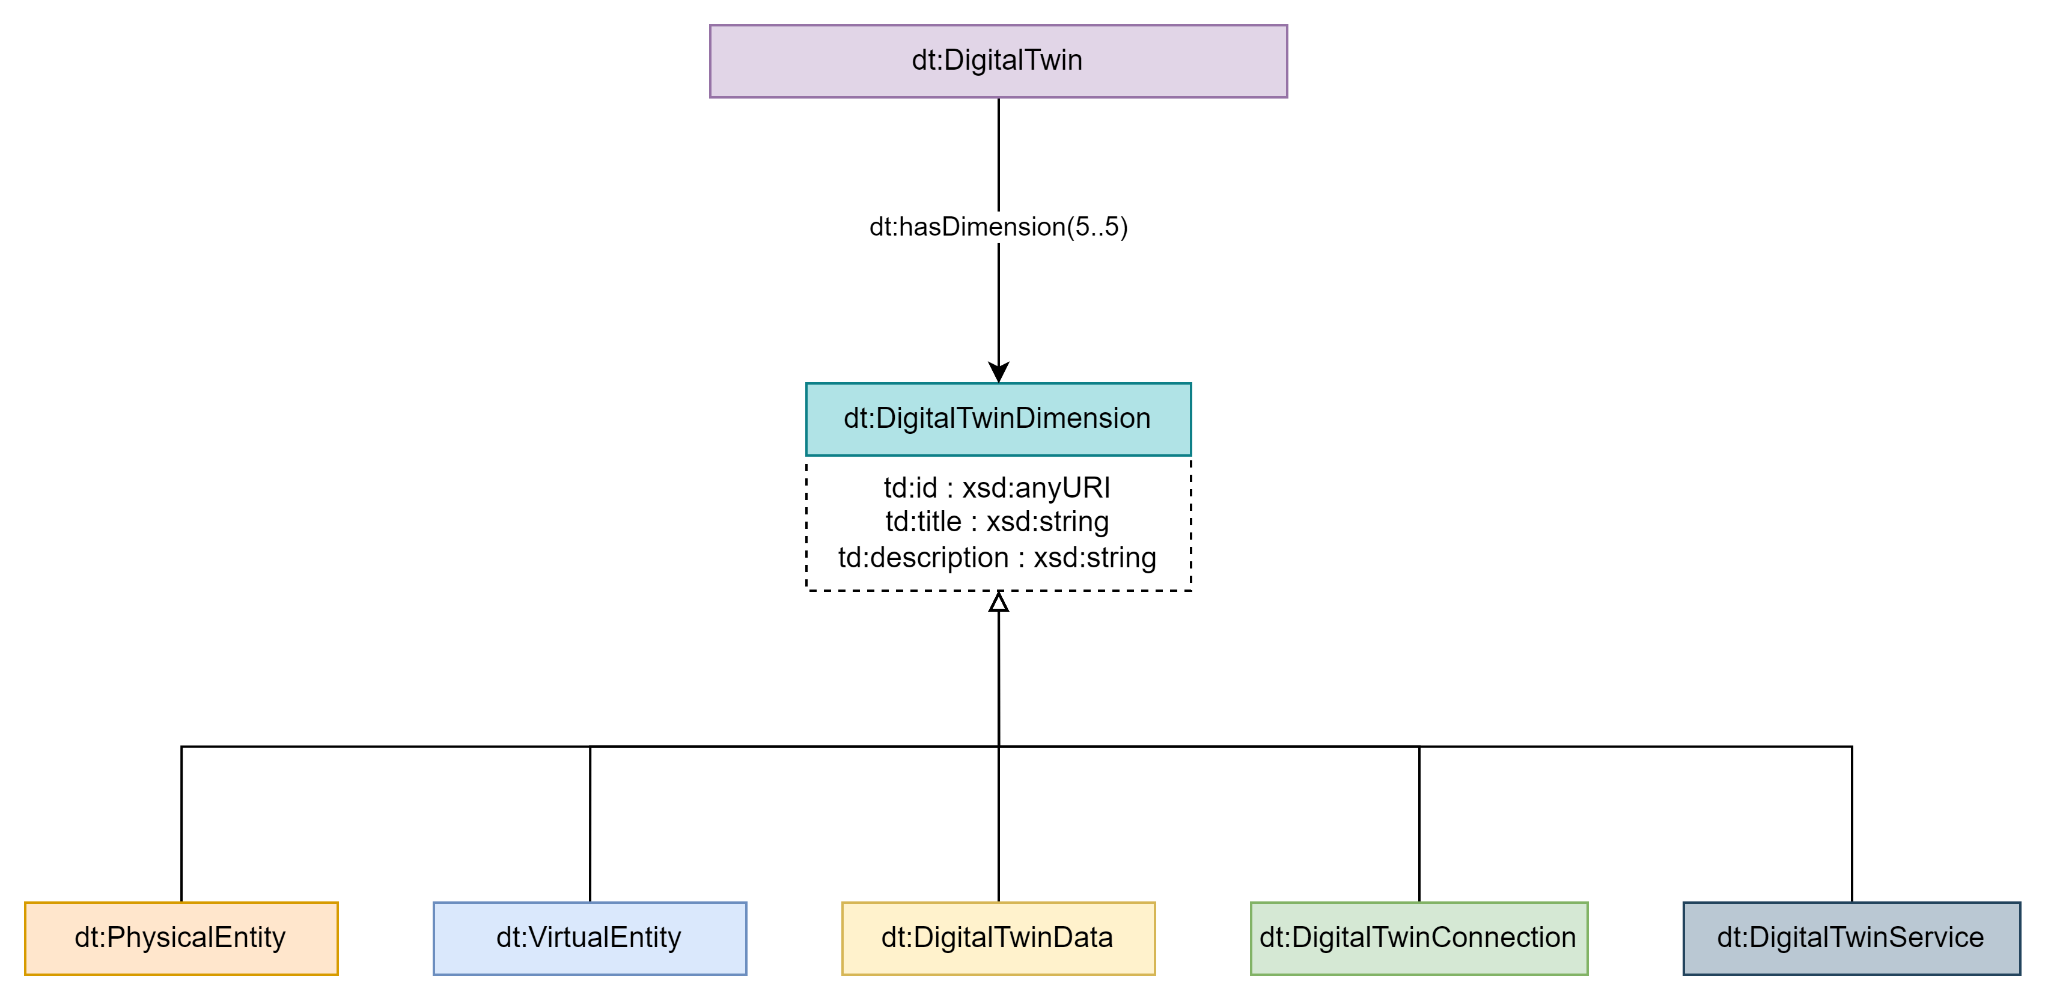 dt:DigitalTwin
dt:hasDimension(5..5)
dt:DigitalTwinDimension
td:id : xsd:anyURI
td:title : xsd:string
td:description : xsd:string
dt:PhysicalEntity
dt:VirtualEntity
dt:DigitalTwinData
dt:DigitalTwinConnection
dt:DigitalTwinService